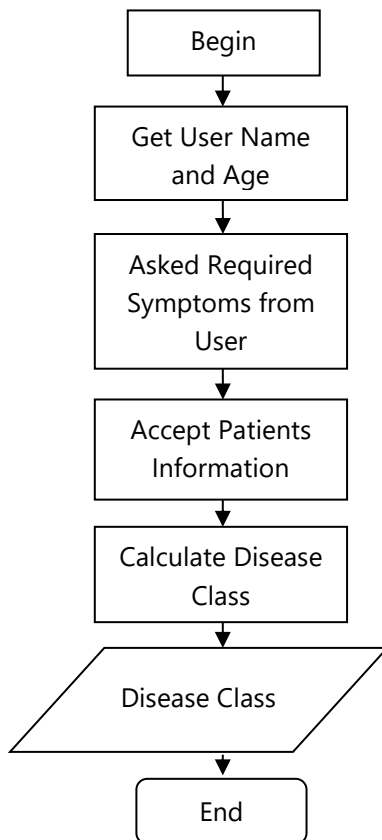 Begin
Get User Name
and Age
Asked Required
Symptoms from
User
Accept Patients
Information
Calculate Disease
Class
Disease Class
End